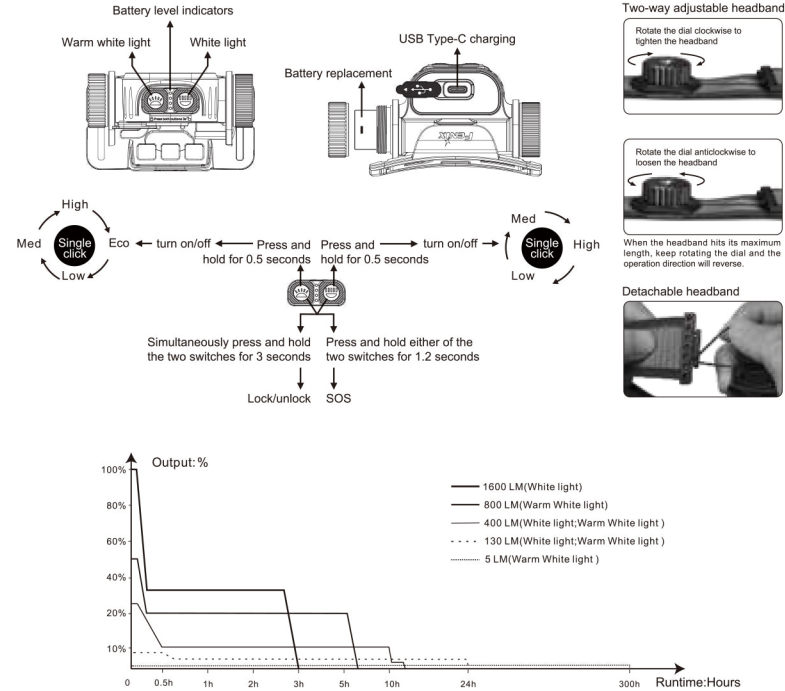 Battery level indicators
Warm white light
White light
USB Type-C charging
Battery replacement
Fenix
Two-way adjustable headband
Rotate the dial clockwise to
tighten the headband
Rotate the dial anticlockwise to
loosen the headband
When the headband hits its maximum
length, keep rotating the dial and the
operation direction will reverse.
Detachable headband
High
Med
Single
click
Eco
Low
turn on/off
Press and
hold for 0.5 seconds
Press and
hold for 0.5 seconds
turn on/off
Med
Single
click
High
Low
Simultaneously press and hold
the two switches for 3 seconds
Press and hold either of the
two switches for 1.2 seconds
Lock/unlock
SOS
Output:%
100%
80%
60%
40%
20%
10%
0
0.5h
1h
2h
3h
5h
10h
24h
300h
Runtime:Hours
1600 LM(White light)
800 LM(Warm White light)
400 LM(White light;Warm White light )
130 LM(White light;Warm White light )
5 LM(Warm White light )